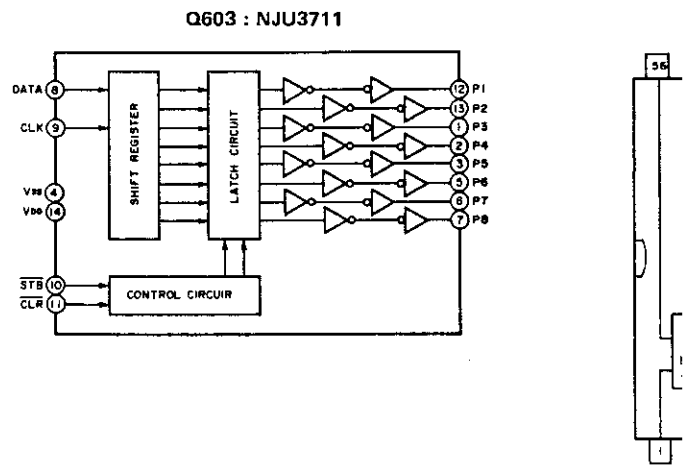 Q603 : NJU3711
DATA 8
CLK 9
VSS 4
VDD 14
STB 10
CLR 11
SHIFT REGISTER
LATCH CIRCUIT
CONTROL CIRCUIR
12 P1
13 P2
1 P3
2 P4
3 P5
5 P6
6 P7
7 P8
56
1